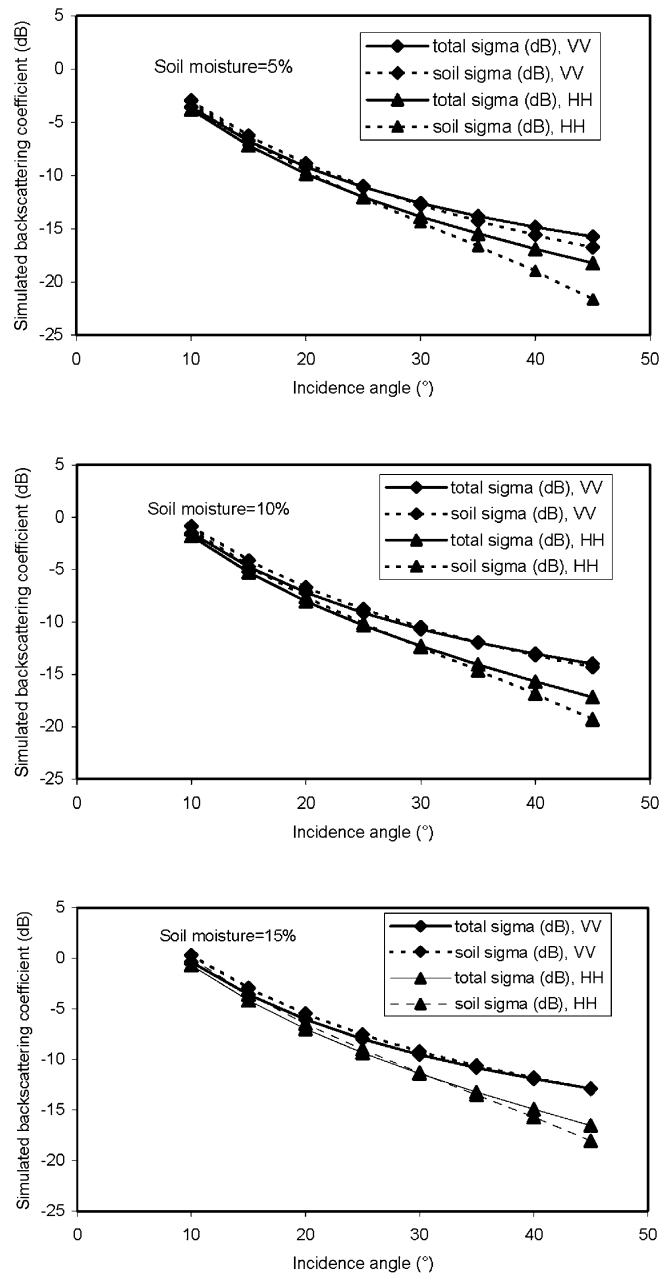 5
0
-5
-10
-15
-20
-25
Simulated backscattering coefficient (dB)
Soil moisture=5%
total sigma (dB), VV
soil sigma (dB), VV
total sigma (dB), HH
soil sigma (dB), HH
0 10 20 30 40 50
Incidence angle (°)
5
0
-5
-10
-15
-20
-25
Simulated backscattering coefficient (dB)
Soil moisture=10%
total sigma (dB), VV
soil sigma (dB), VV
total sigma (dB), HH
soil sigma (dB), HH
0 10 20 30 40 50
Incidence angle (°)
5
0
-5
-10
-15
-20
-25
Simulated backscattering coefficient (dB)
Soil moisture=15%
total sigma (dB), VV
soil sigma (dB), VV
total sigma (dB), HH
soil sigma (dB), HH
0 10 20 30 40 50
Incidence angle (°)